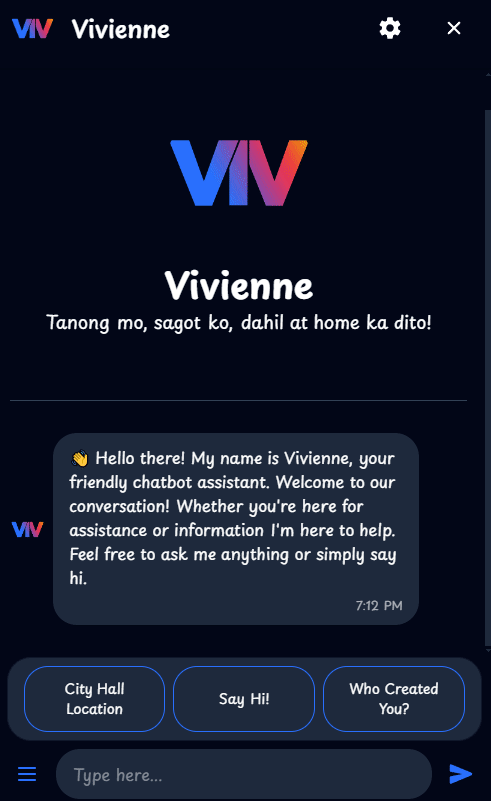 VIV Vivienne
VIV
Vivienne
Tanong mo, sagot ko, dahil at home ka dito!
👋 Hello there! My name is Vivienne, your
friendly chatbot assistant. Welcome to our
conversation! Whether you're here for
assistance or information I'm here to help.
Feel free to ask me anything or simply say
hi.
VIV
7:12 PM
City Hall
Location
Say Hi!
Who Created
You?
Type here...